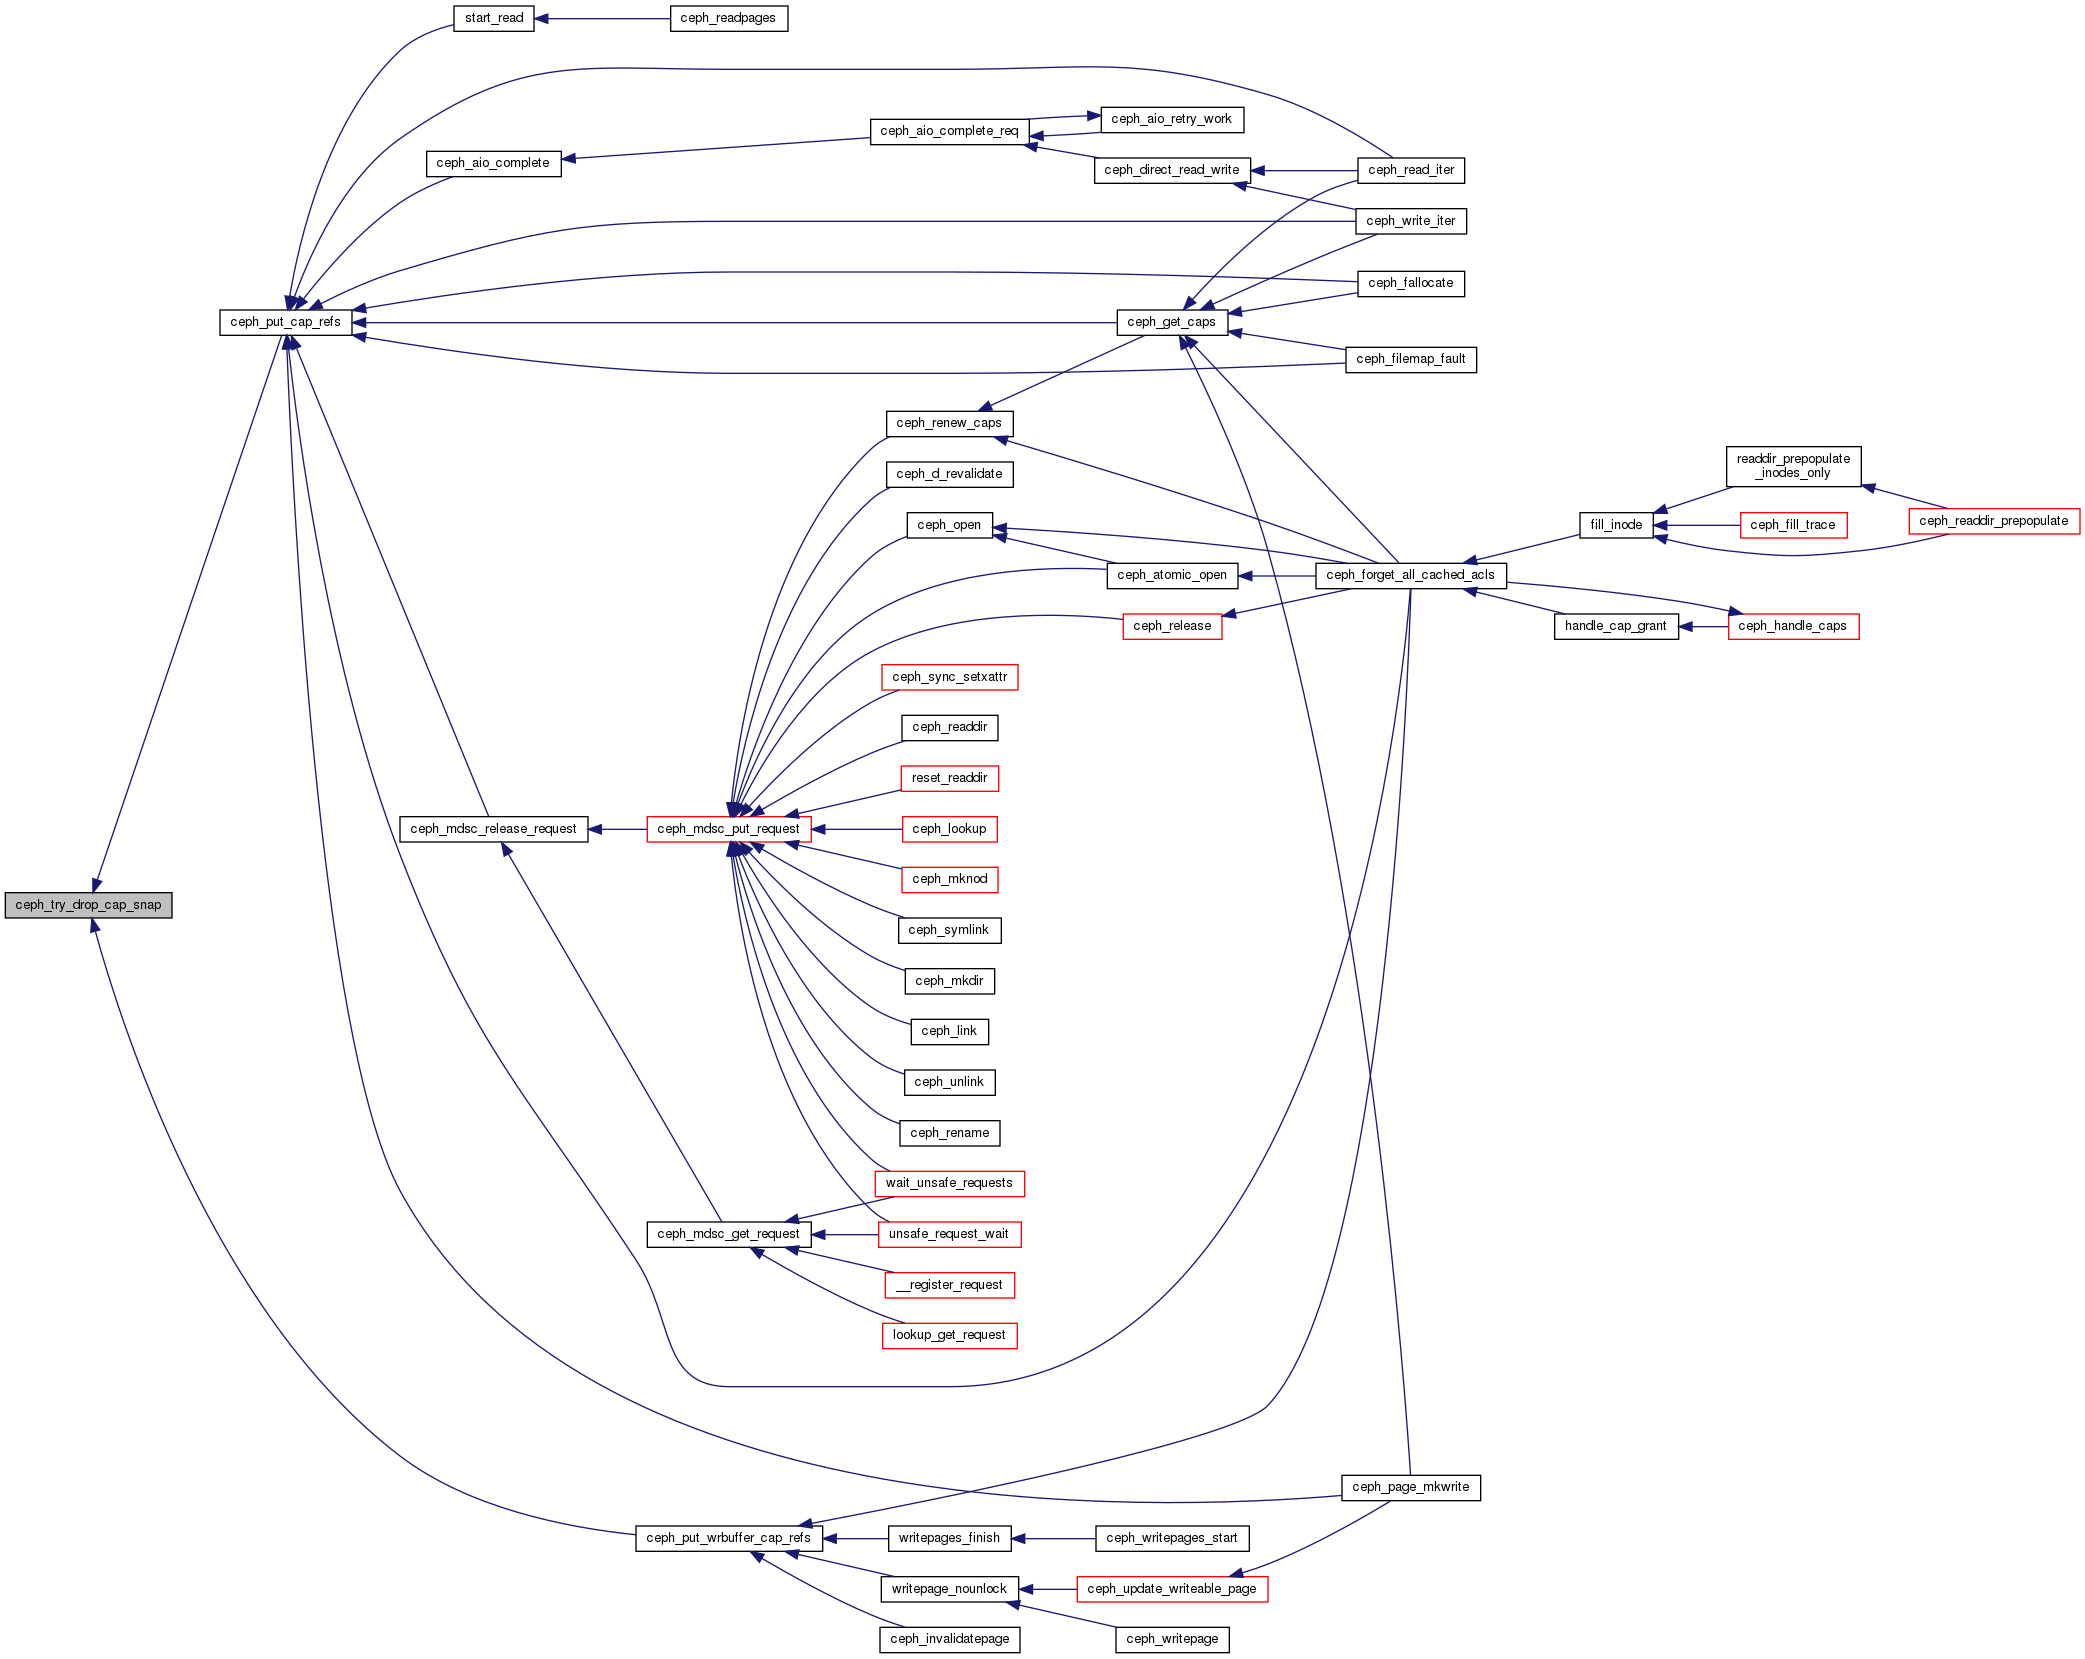 start_read
ceph_readpages
ceph_aio_retry_work
ceph_aio_complete_req
ceph_aio_complete
ceph_direct_read_write
ceph_read_iter
ceph_write_iter
ceph_fallocate
ceph_put_cap_refs
ceph_get_caps
ceph_filemap_fault
ceph_renew_caps
ceph_d_revalidate
readdir_prepopulate
_inodes_only
ceph_open
fill_inode
ceph_fill_trace
ceph_readdir_prepopulate
ceph_atomic_open
ceph_forget_all_cached_acls
ceph_release
handle_cap_grant
ceph_handle_caps
ceph_sync_setxattr
ceph_readdir
reset_readdir
ceph_mdsc_release_request
ceph_mdsc_put_request
ceph_lookup
ceph_mknod
ceph_try_drop_cap_snap
ceph_symlink
ceph_mkdir
ceph_link
ceph_unlink
ceph_rename
wait_unsafe_requests
ceph_mdsc_get_request
unsafe_request_wait
__register_request
lookup_get_request
ceph_page_mkwrite
ceph_put_wrbuffer_cap_refs
writepages_finish
ceph_writepages_start
writepage_nounlock
ceph_update_writeable_page
ceph_invalidatepage
ceph_writepage